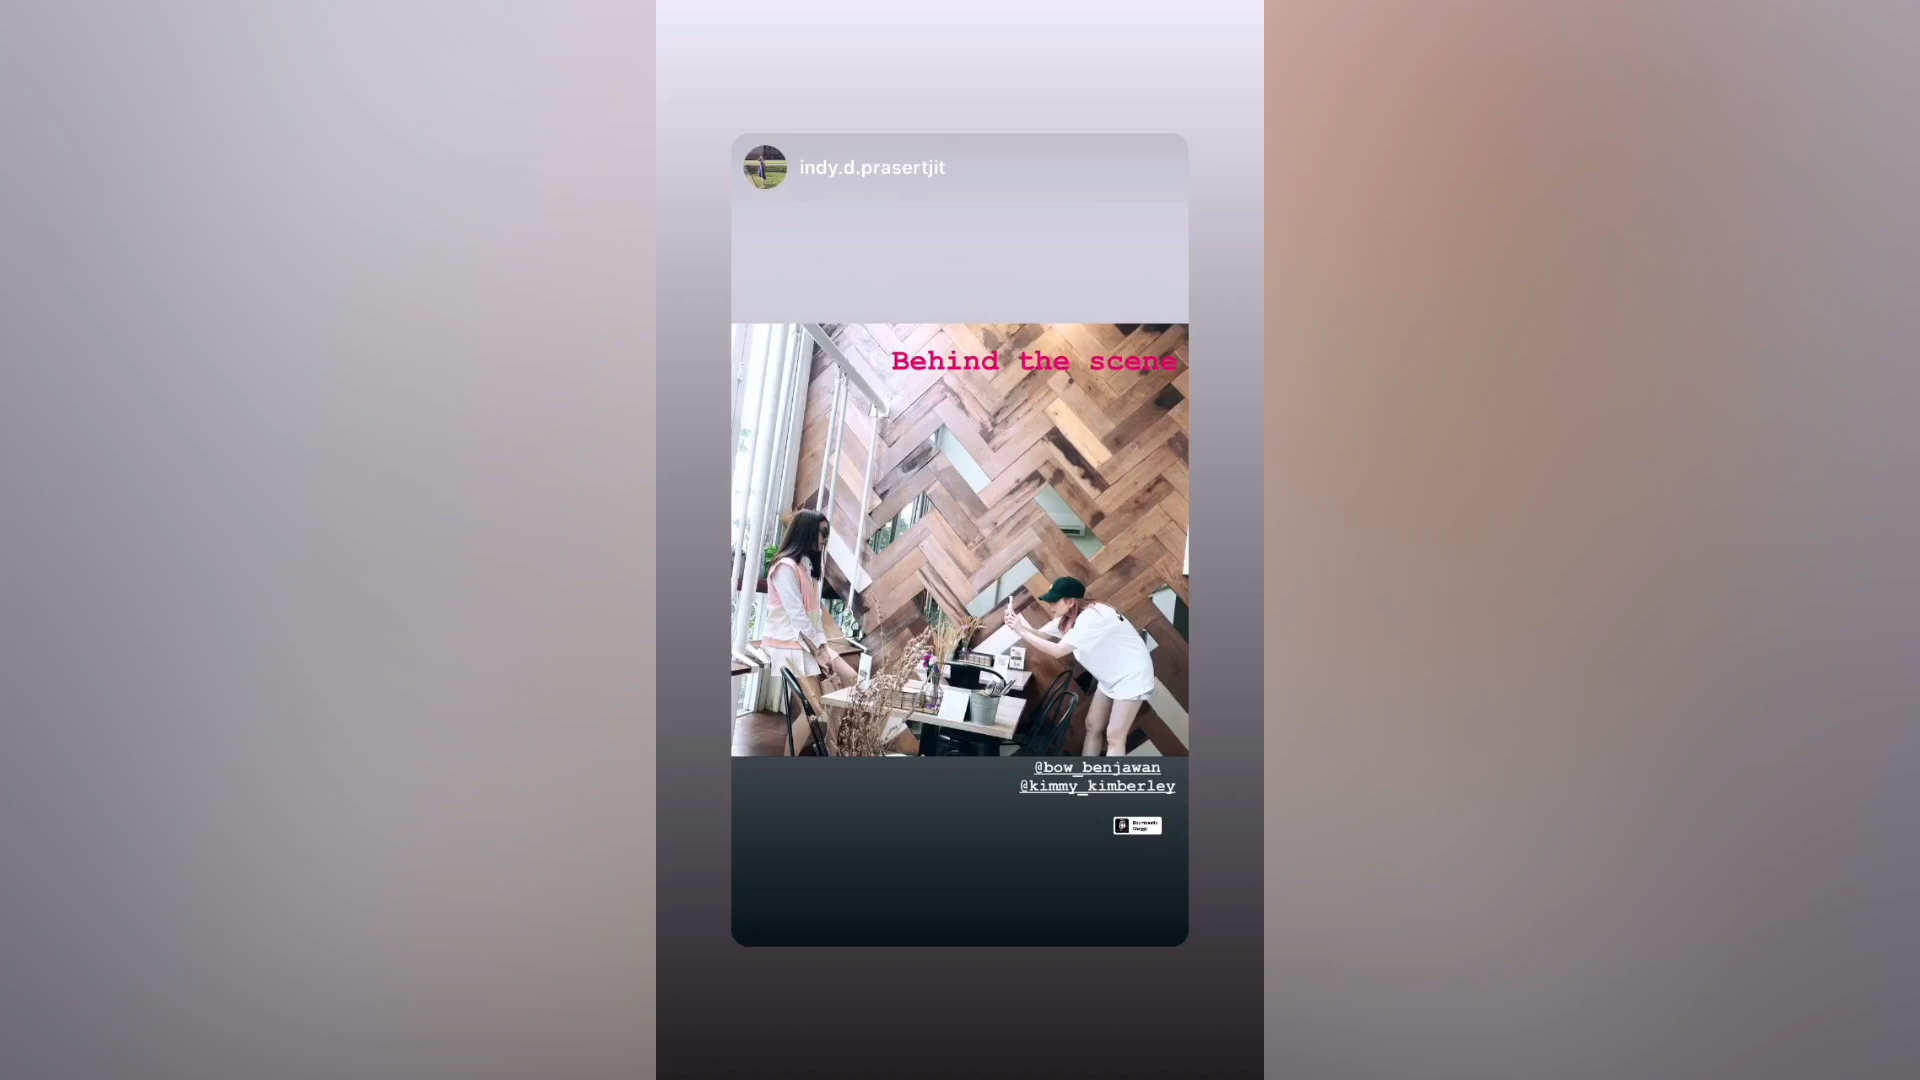 indy.d.prasertjit
Behind the scene
@bow_benjawan
@kimmy_kimberley